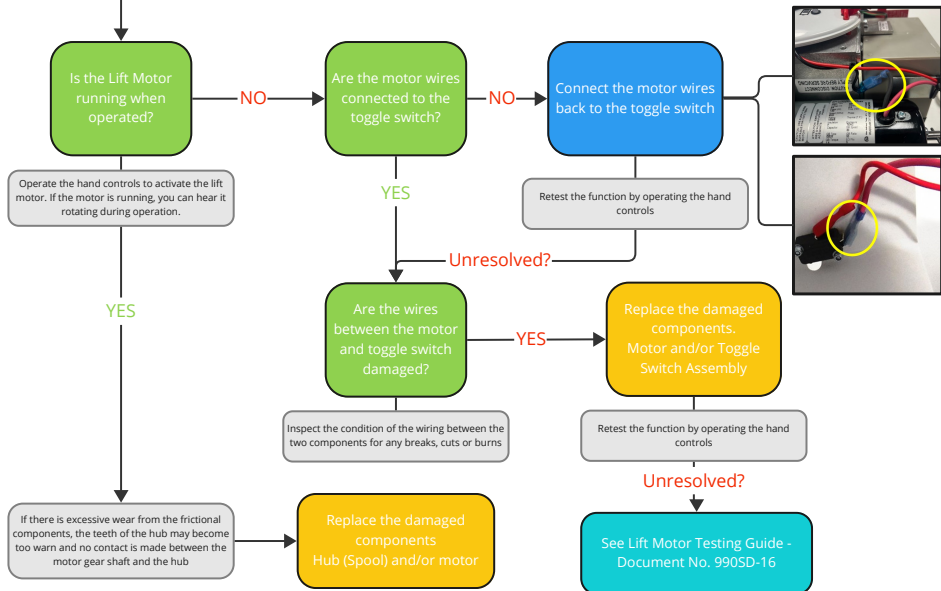 Is the Lift Motor
running when
operated?
NO
Are the motor wires
connected to the
toggle switch?
NO
Connect the motor wires
back to the toggle switch
Operate the hand controls to activate the lift
motor. If the motor is running, you can hear it
rotating during operation.
YES
Retest the function by operating the hand
controls
Unresolved?
YES
Are the wires
between the motor
and toggle switch
damaged?
YES
Replace the damaged
components.
Motor and/or Toggle
Switch Assembly
Inspect the condition of the wiring between the
two components for any breaks, cuts or burns
Retest the function by operating the hand
controls
Unresolved?
If there is excessive wear from the frictional
components, the teeth of the hub may become
too warn and no contact is made between the
motor gear shaft and the hub
Replace the damaged
components
Hub (Spool) and/or motor
See Lift Motor Testing Guide -
Document No. 990SD-16